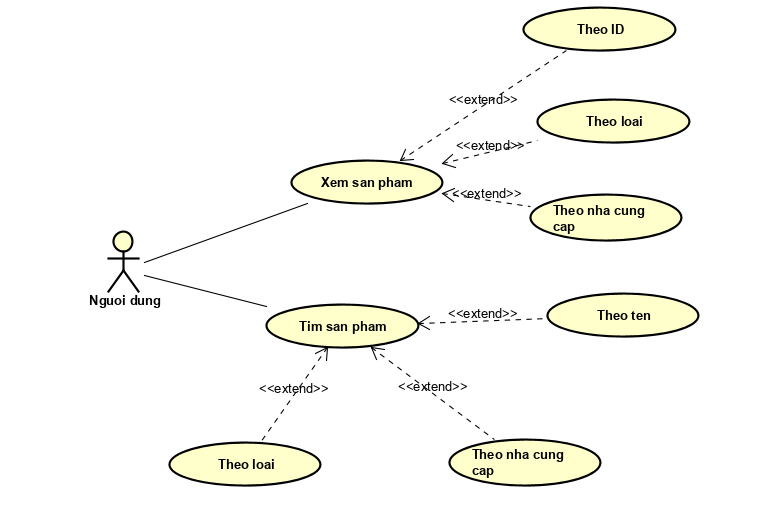 Theo ID
<<extend>>
Theo loai
<<extend>>
Xem san pham
<<extend>>
Theo nha cung
cap
Nguoi dung
<<extend>>
Theo ten
Tim san pham
<<extend>>
<<extend>>
Theo loai
Theo nha cung
cap